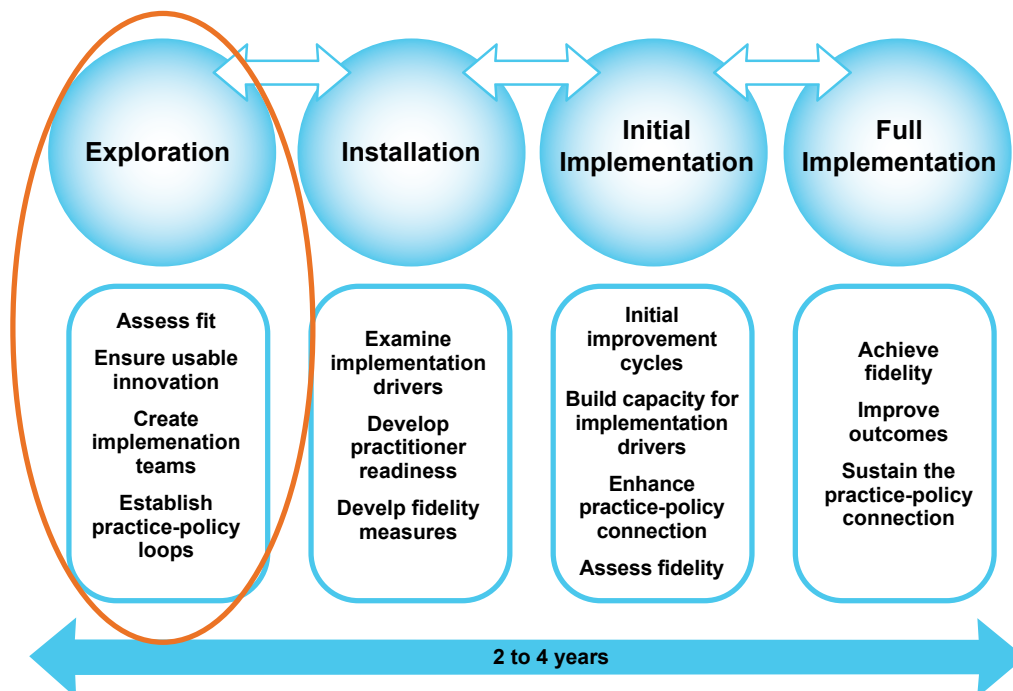 Exploration
Installation
Initial
Implementation
Full
Implementation
Assess fit
Ensure usable
innovation
Create
implemenation
teams
Establish
practice-policy
loops
Examine
implementation
drivers
Develop
practitioner
readiness
Develp fidelity
measures
Initial
improvement
cycles
Build capacity for
implementation
drivers
Enhance
practice-policy
connection
Assess fidelity
Achieve
fidelity
Improve
outcomes
Sustain the
practice-policy
connection
2 to 4 years